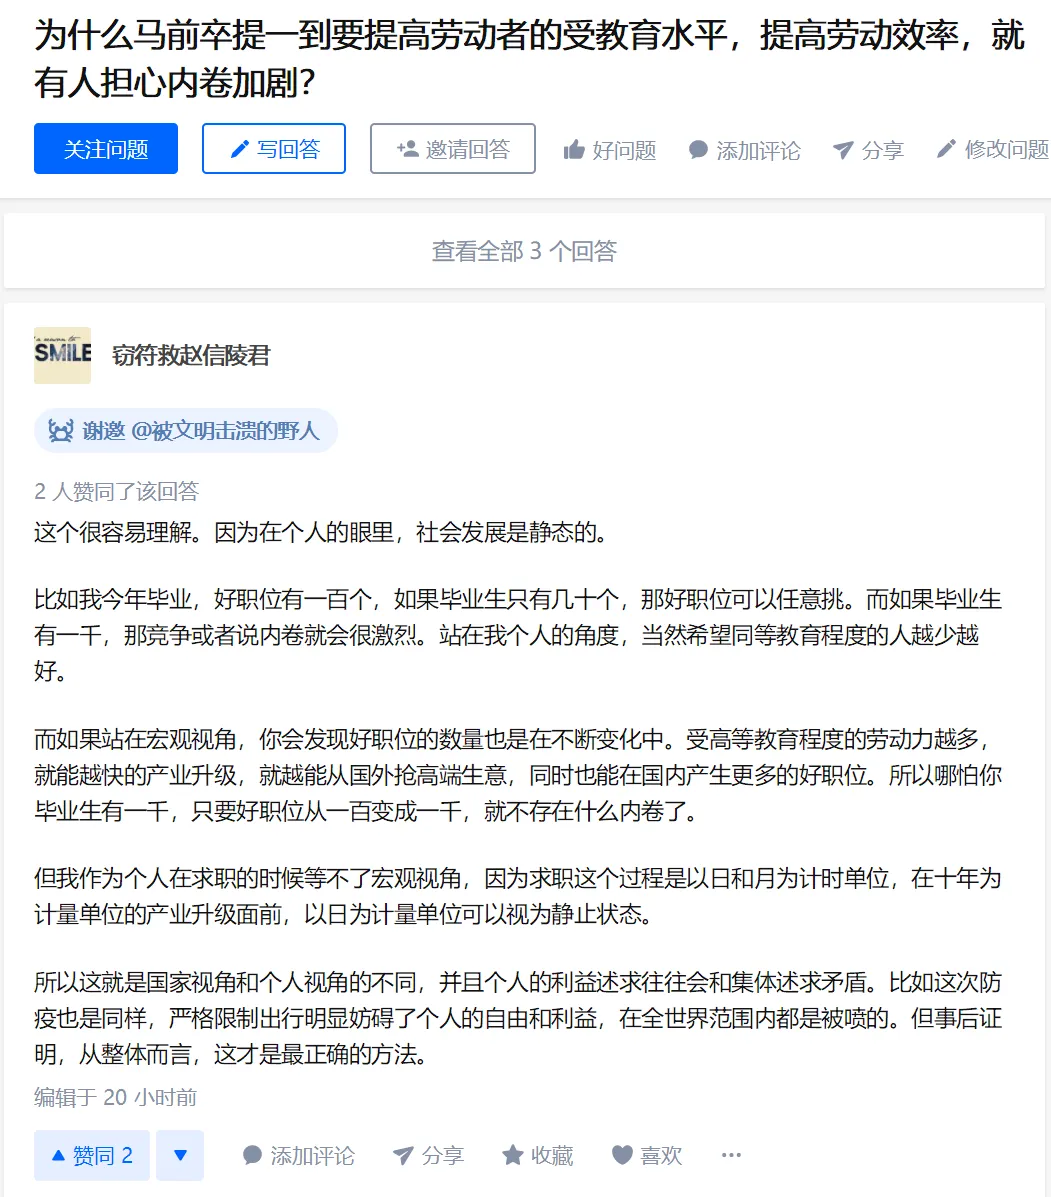 为什么马前卒提一到要提高劳动者的受教育水平，提高劳动效率，就
有人担心内卷加剧？
关注问题 写回答 邀请回答 好问题 添加评论 分享 修改问题
查看全部 3 个回答
SMILE
窃符救赵信陵君
谢邀 @被文明击溃的野人
2 人赞同了该回答
这个很容易理解。因为在个人的眼里，社会发展是静态的。
比如我今年毕业，好职位有一百个，如果毕业生只有几十个，那好职位可以任意挑。而如果毕业生
有一千，那竞争或者说内卷就会很激烈。站在我个人的角度，当然希望同等教育程度的人越少越
好。
而如果站在宏观视角，你会发现好职位的数量也是在不断变化中。受高等教育程度的劳动力越多，
就能越快的产业升级，就越能从国外抢高端生意，同时也能在国内产生更多的好职位。所以哪怕你
毕业生有一千，只要好职位从一百变成一千，就不存在什么内卷了。
但我作为个人在求职的时候等不了宏观视角，因为求职这个过程是以日和月为计时单位，在十年为
计量单位的产业升级面前，以日为计量单位可以视为静止状态。
所以这就是国家视角和个人视角的不同，并且个人的利益述求往往会和集体述求矛盾。比如这次防
疫也是同样，严格限制出行明显妨碍了个人的自由和利益，在全世界范围内都是被喷的。但事后证
明，从整体而言，这才是最正确的方法。
编辑于 20 小时前
赞同 2 添加评论 分享 收藏 喜欢